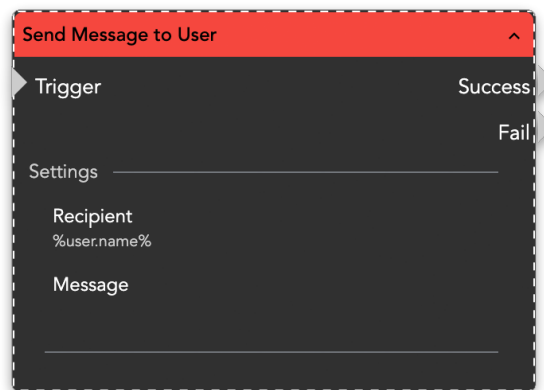 Send Message to User
Trigger
Success
Fail
Settings
Recipient
%user.name%
Message